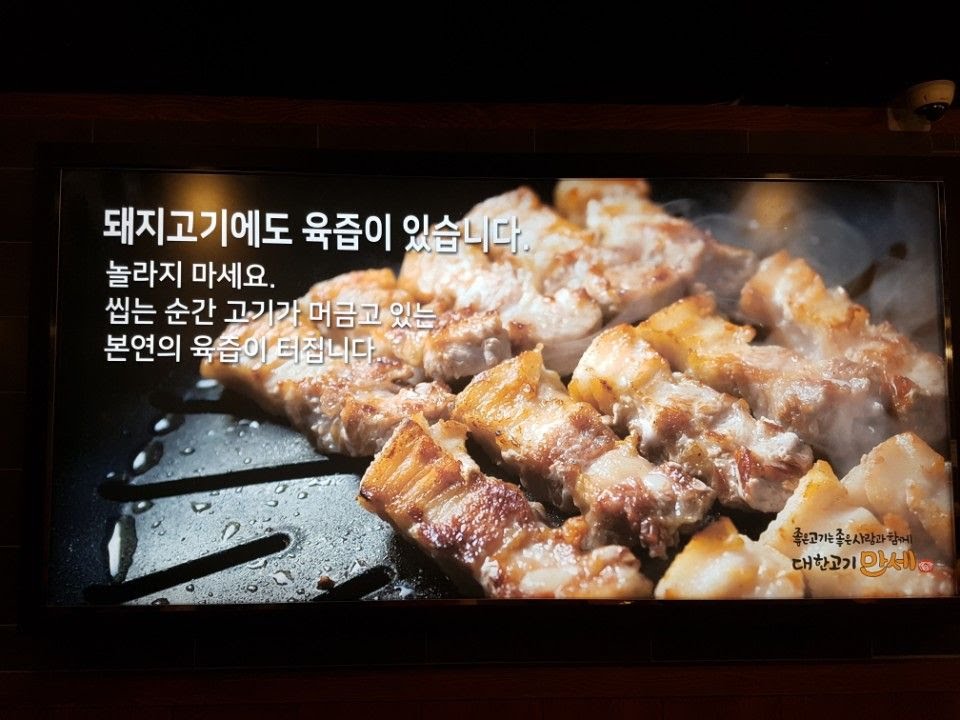 돼지고기에도 육즙이 있습니다.
놀라지 마세요.
씹는 순간 고기가 머금고 있는
본연의 육즙이 터집니다.
좋은고기는 좋은사람과 함께
대한고기 만세